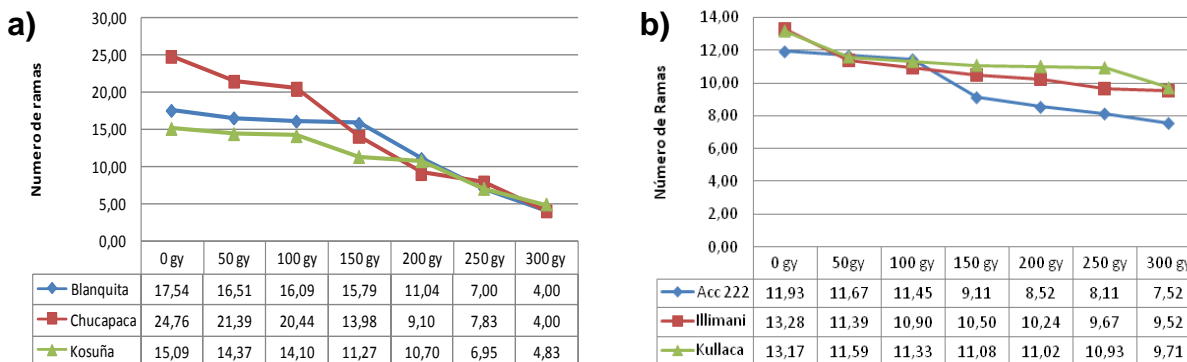 a)
Numero de ramas
30,00
25,00
20,00
15,00
10,00
5,00
0,00
0 gy 50 gy 100 gy 150 gy 200 gy 250 gy 300 gy
Blanquita 17,54 16,51 16,09 15,79 11,04 7,00 4,00
Chucapaca 24,76 21,39 20,44 13,98 9,10 7,83 4,00
Kosuña 15,09 14,37 14,10 11,27 10,70 6,95 4,83
b)
Número de Ramas
14,00
12,00
10,00
8,00
6,00
4,00
2,00
0,00
0 gy 50gy 100 gy 150 gy 200 gy 250 gy 300 gy
Acc 222 11,93 11,67 11,45 9,11 8,52 8,11 7,52
Illimani 13,28 11,39 10,90 10,50 10,24 9,67 9,52
Kullaca 13,17 11,59 11,33 11,08 11,02 10,93 9,71